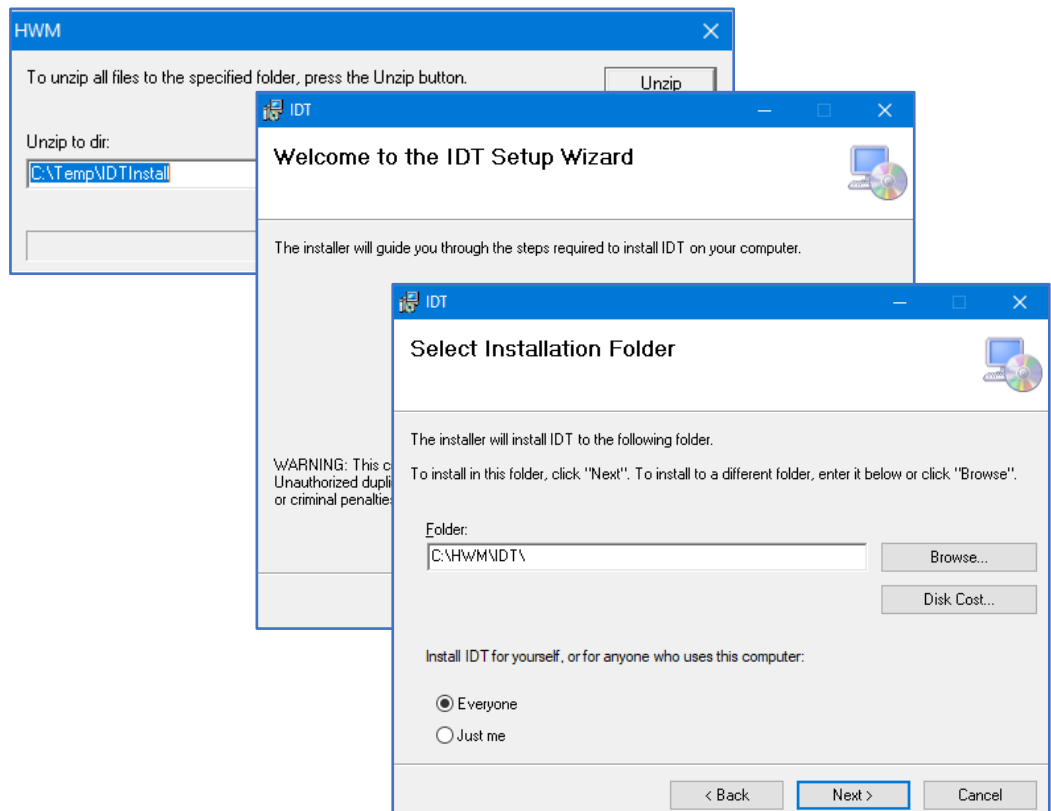 HWM
To unzip all files to the specified folder, press the Unzip button.
Unzip
Unzip to dir:
C:\Temp\IDTInstall
IDT
Welcome to the IDT Setup Wizard
The installer will guide you through the steps required to install IDT on your computer.
WARNING: This
Unauthorized
or criminal
IDT
Select Installation Folder
The installer will install IDT to the following folder.
To install in this folder, click "Next". To install to a different folder, enter it below or click "Browse".
Folder:
C:\HWM\IDT\
Browse...
Disk Cost...
Install IDT for yourself, or for anyone who uses this computer:
Everyone
Just me
< Back
Next >
Cancel